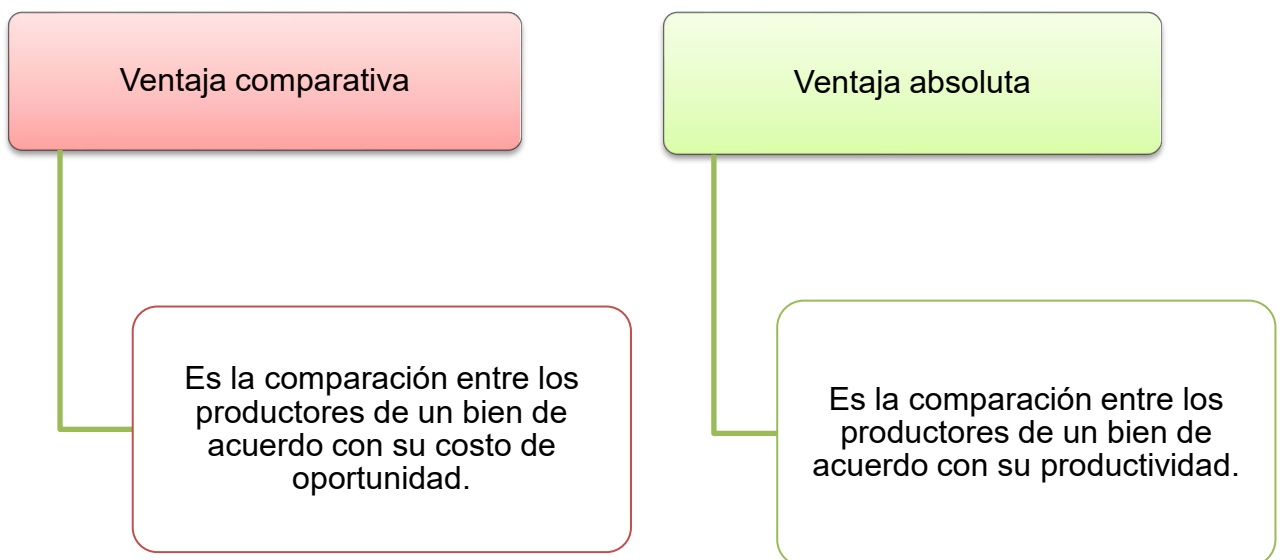 Ventaja comparativa
Es la comparación entre los
productores de un bien de
acuerdo con su costo de
oportunidad.
Ventaja absoluta
Es la comparación entre los
productores de un bien de
acuerdo con su productividad.